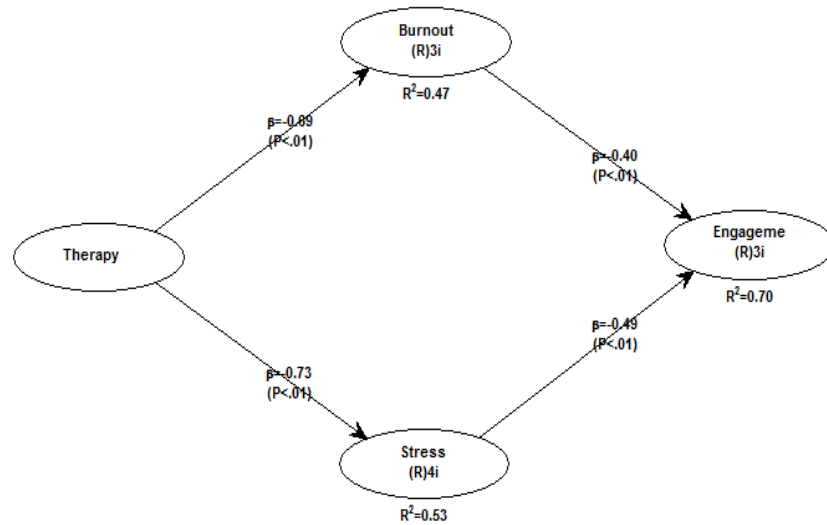 Burnout
(R)3i
R²=0.47
β=-0.69
(P<.01)
β=-0.40
(P<.01)
Therapy
Engageme
(R)3i
R²=0.70
β=-0.73
(P<.01)
β=-0.49
(P<.01)
Stress
(R)4i
R²=0.53